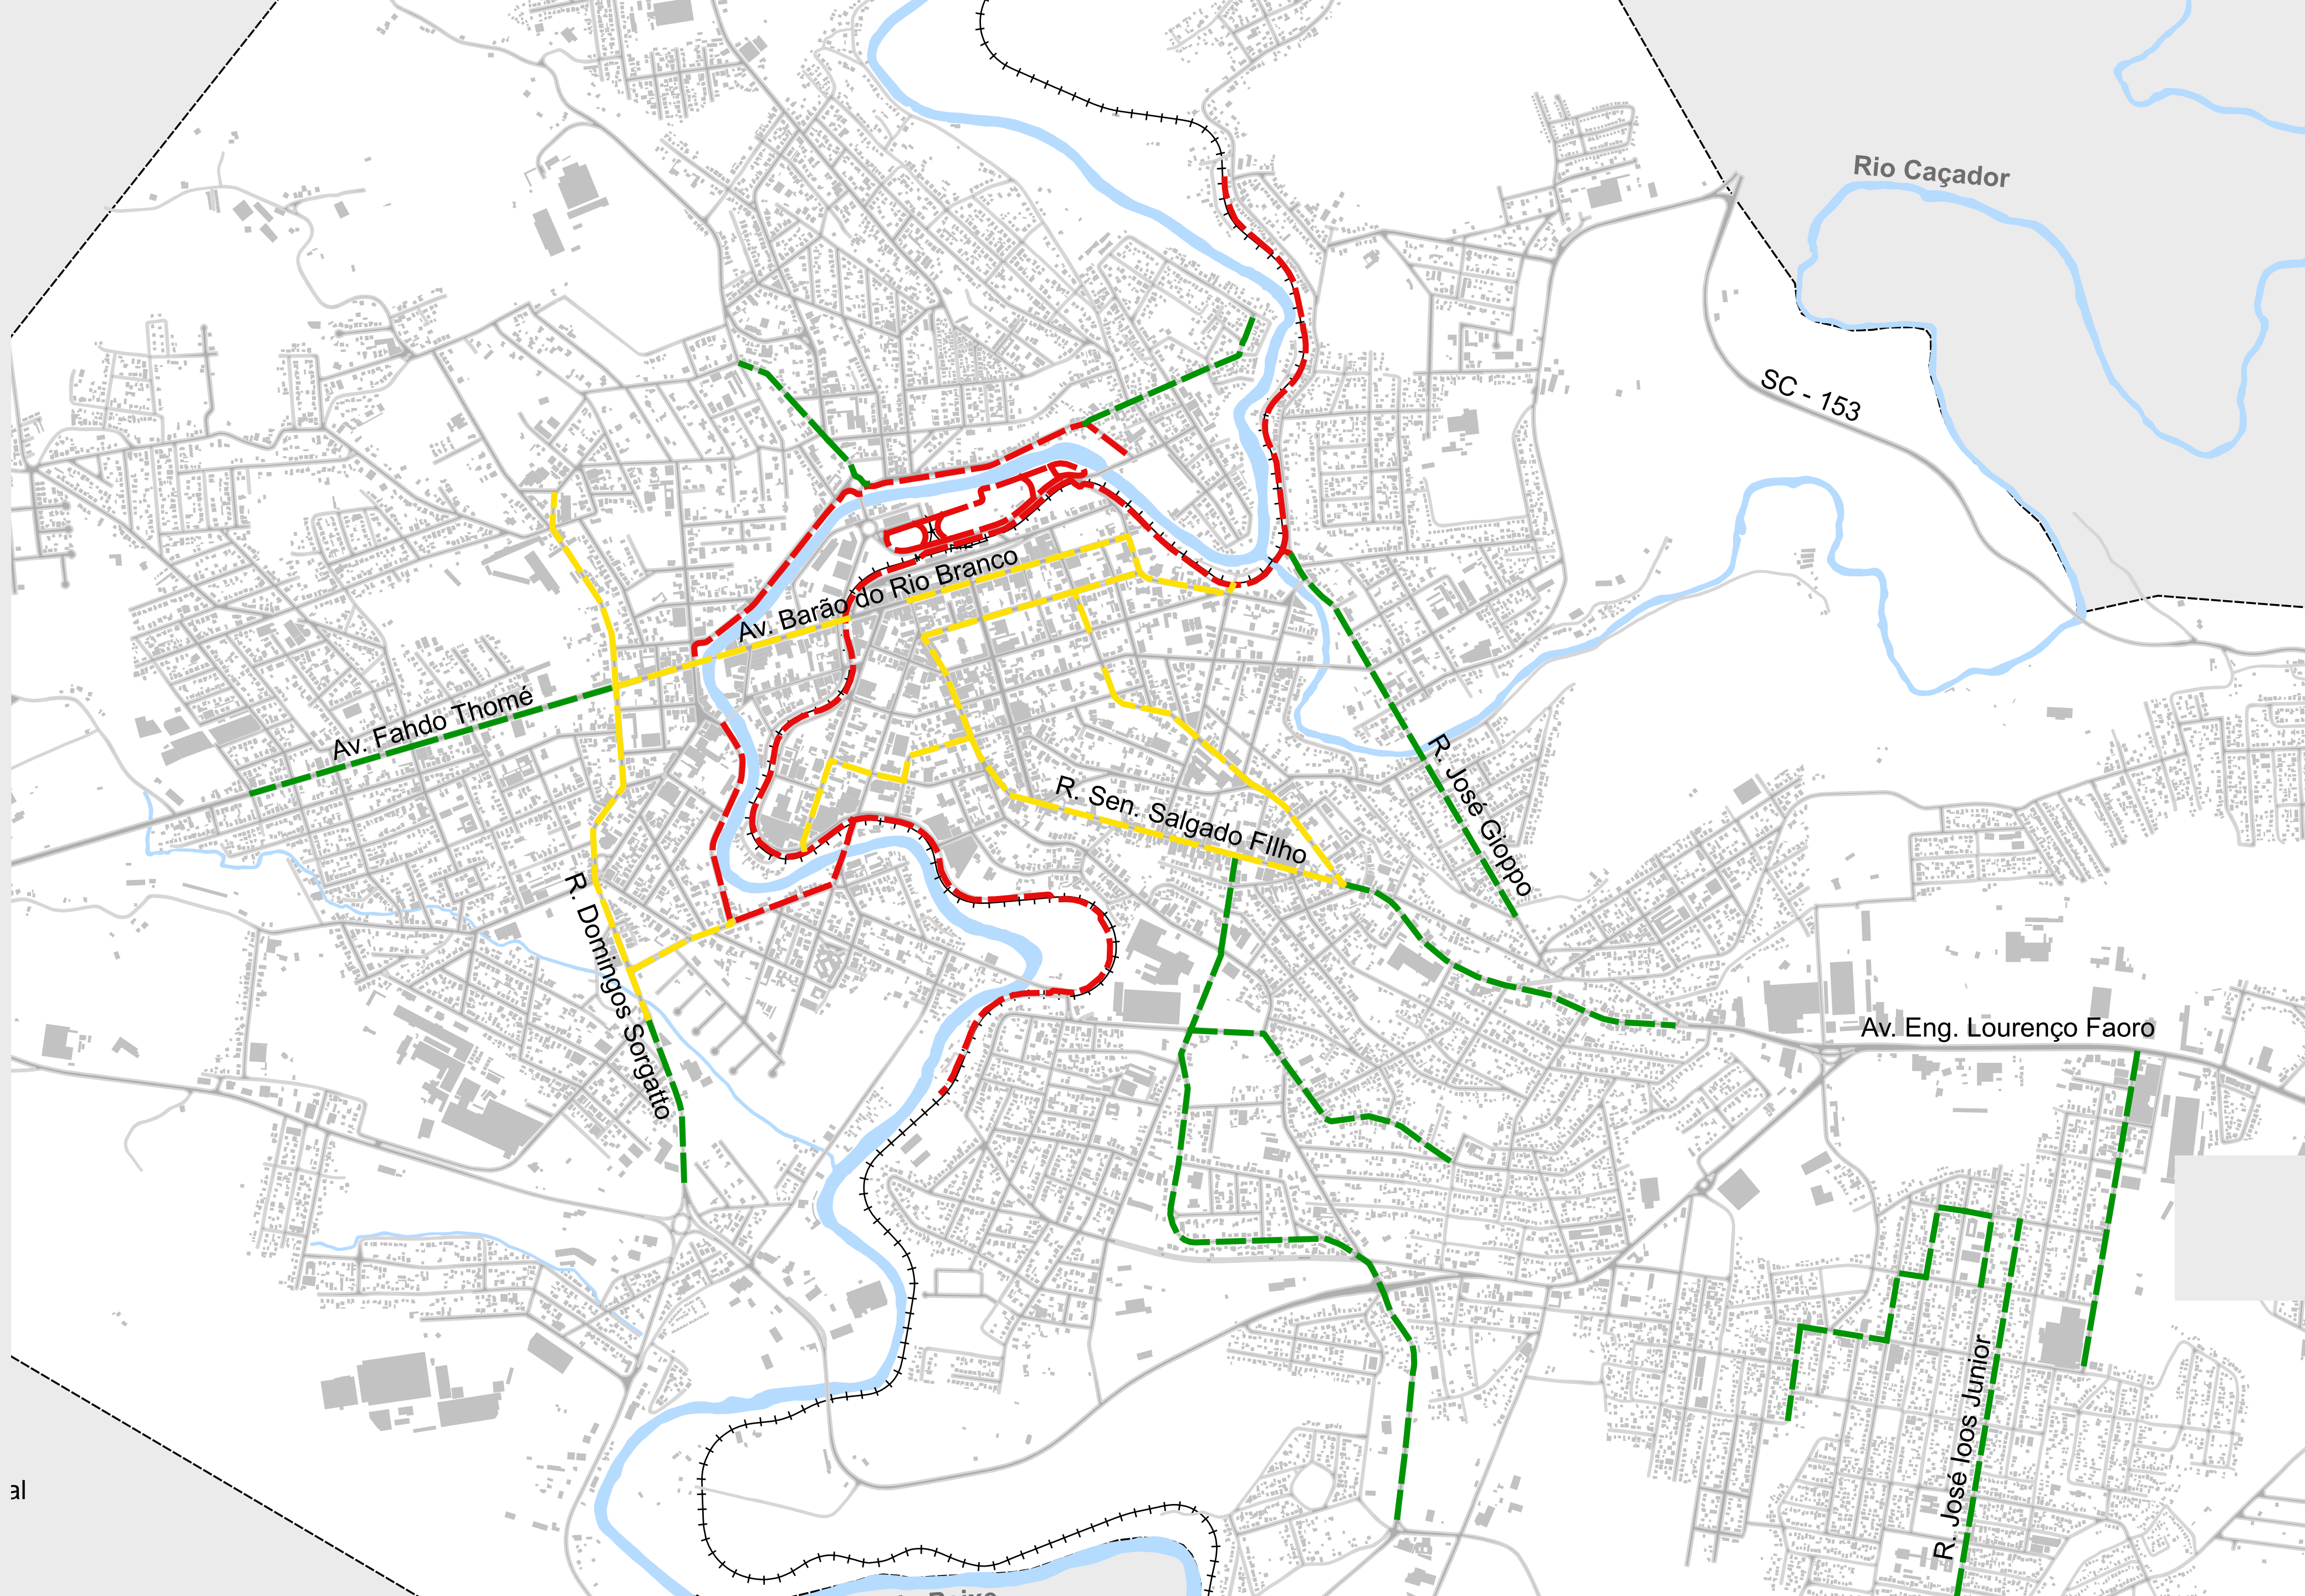 Rio Caçador
SC - 153
Av. Barão do Rio Branco
Av. Fahdo Thomé
R. José Gioppo
R. Sen. Salgado FIlho
R. Domingos Sorgatto
Av. Eng. Lourenço Faoro
R. José Ioos Junior
al